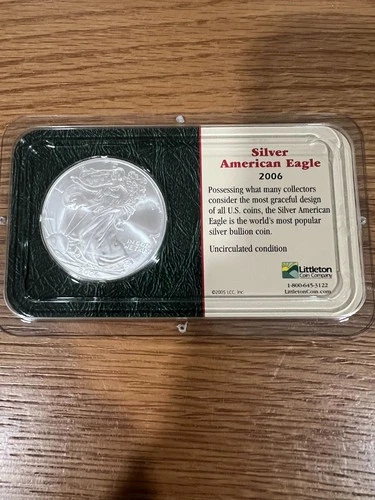 Silver
American Eagle
2006
Possessing what many collectors
consider the most graceful design
of all U.S. coins, the Silver American
Eagle is the world's most popular
silver bullion coin.
Uncirculated condition
Littleton
Coin Company
©2005 LCC, Inc.
1-800-645-3122
LittletonCoin.com